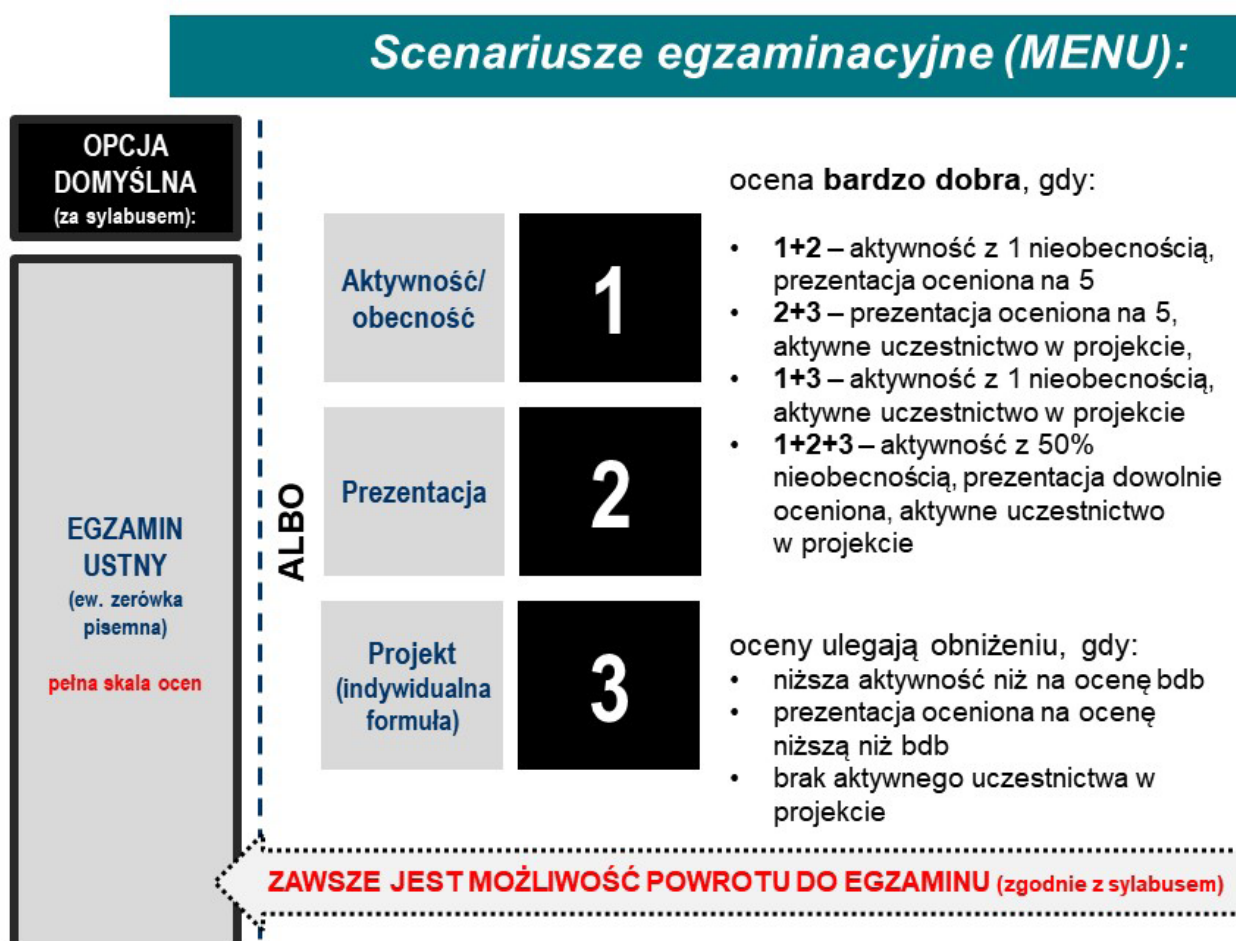 Scenariusze egzaminacyjne (MENU):
OPCJA
DOMYŚLNA
(za sylabusem):
EGZAMIN
USTNY
(ew. zerówka
pisemna)
pełna skala ocen
ALBO
Aktywność/
obecność
1
Prezentacja
2
Projekt
(indywidualna
formuła)
3
ocena bardzo dobra, gdy:
• 1+2 – aktywność z 1 nieobecnością,
prezentacja oceniona na 5
• 2+3 – prezentacja oceniona na 5,
aktywne uczestnictwo w projekcie,
• 1+3 – aktywność z 1 nieobecnością,
aktywne uczestnictwo w projekcie
• 1+2+3 – aktywność z 50%
nieobecnością, prezentacja dowolnie
oceniona, aktywne uczestnictwo
w projekcie
oceny ulegają obniżeniu, gdy:
• niższa aktywność niż na ocenę bdb
• prezentacja oceniona na ocenę
niższą niż bdb
• brak aktywnego uczestnictwa w
projekcie
ZAWSZE JEST MOŻLIWOŚĆ POWROTU DO EGZAMINU (zgodnie z sylabusem)